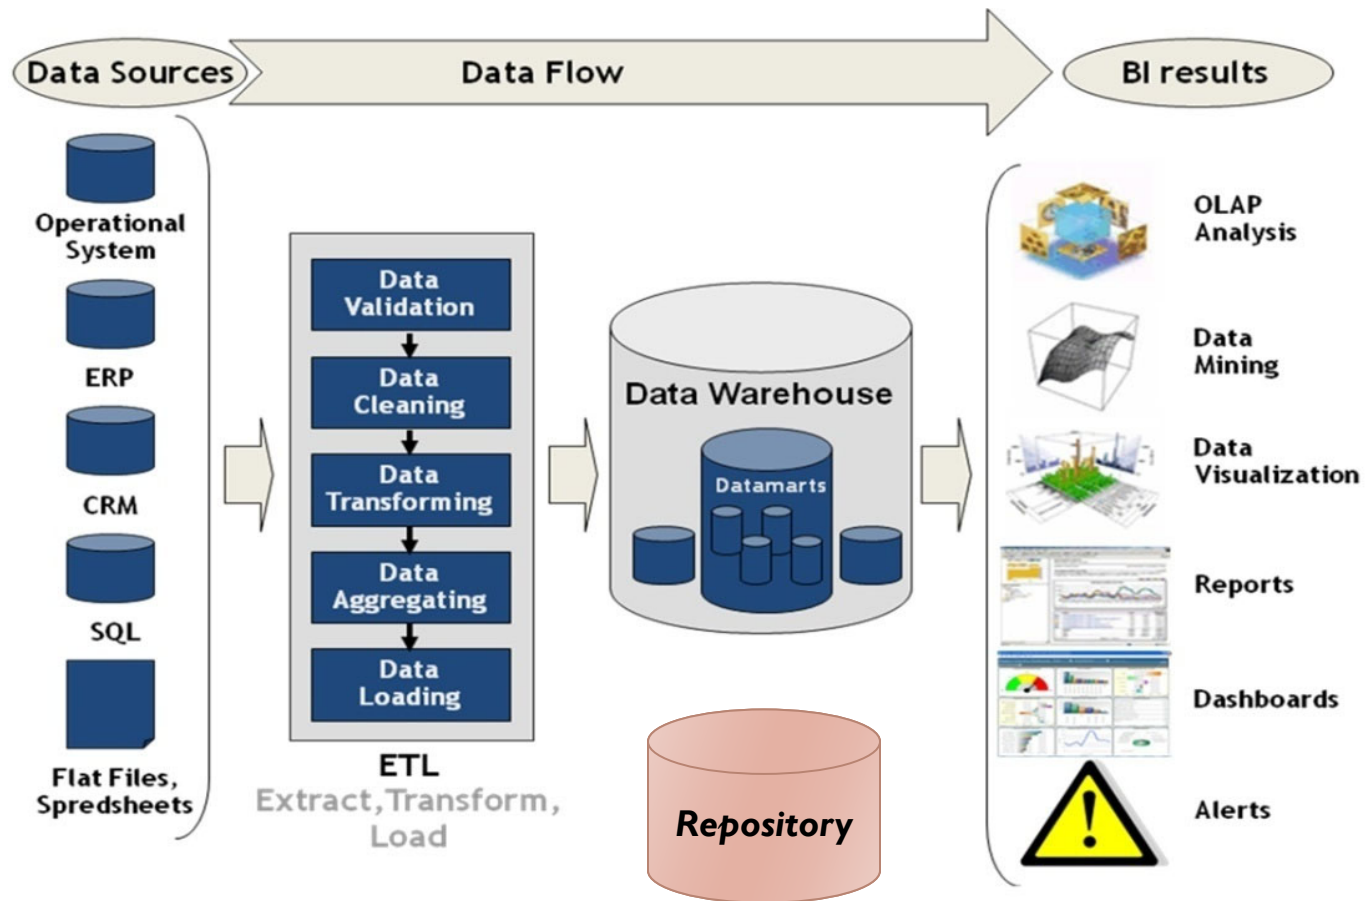 Data Sources
Data Flow
BI results
Operational
System
ERP
CRM
SQL
Flat Files,
Spredsheets
Data
Validation
Data
Cleaning
Data
Transforming
Data
Aggregating
Data
Loading
ETL
Extract, Transform,
Load
Data Warehouse
Datamarts
Repository
OLAP
Analysis
Data
Mining
Data
Visualization
Reports
Dashboards
Alerts